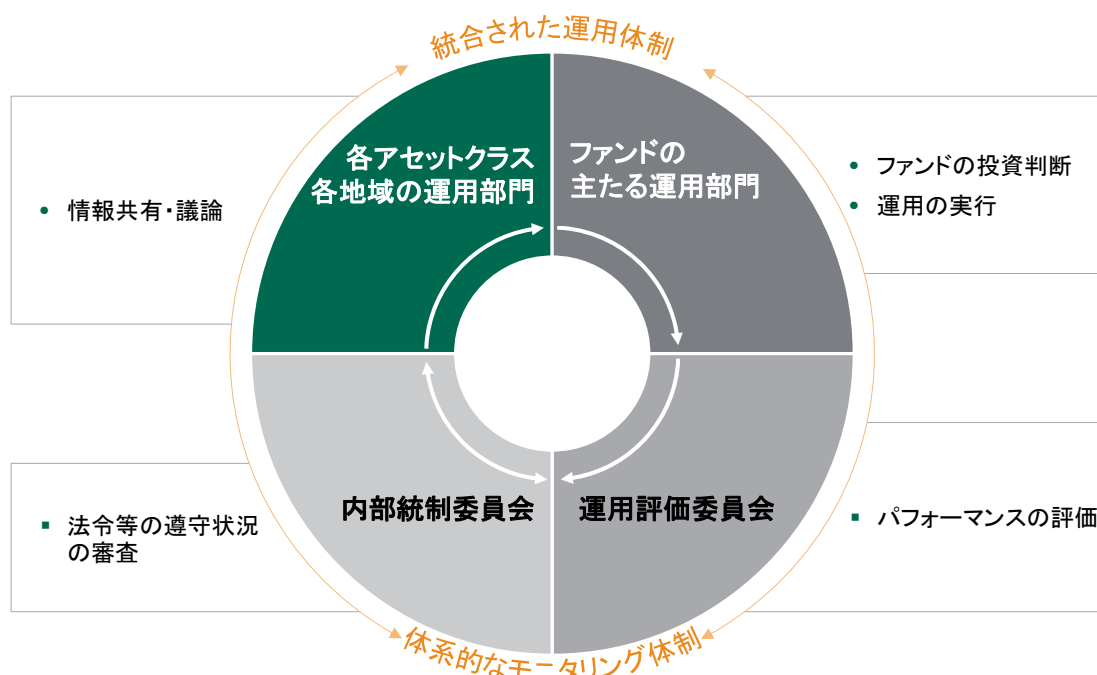 統合された運用体制
各アセットクラス
各地域の運用部門
ファンドの
主たる運用部門
• 情報共有・議論
• ファンドの投資判断
• 運用の実行
内部統制委員会
運用評価委員会
▪ 法令等の遵守状況
の審査
▪ パフォーマンスの評価
体系的なモニタリング体制